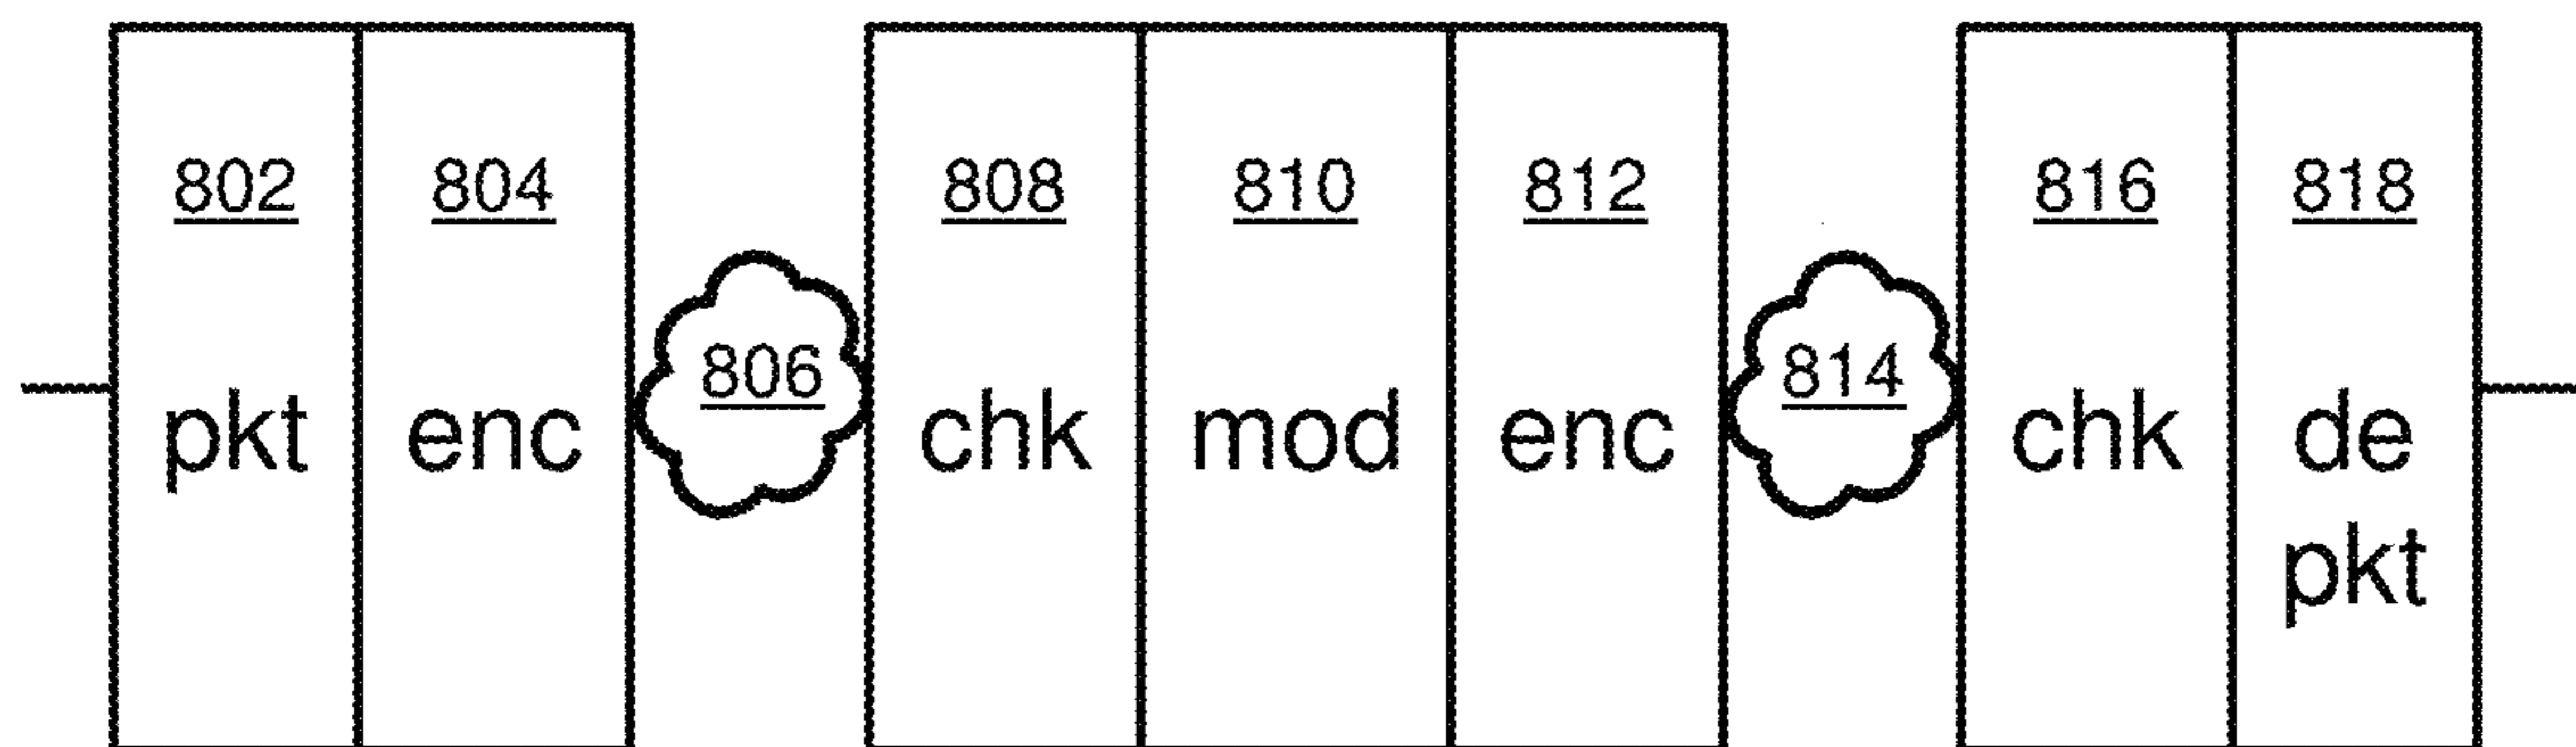 802 804 808 810 812 816 818
806 814
pkt enc chk mod enc chk de
pkt